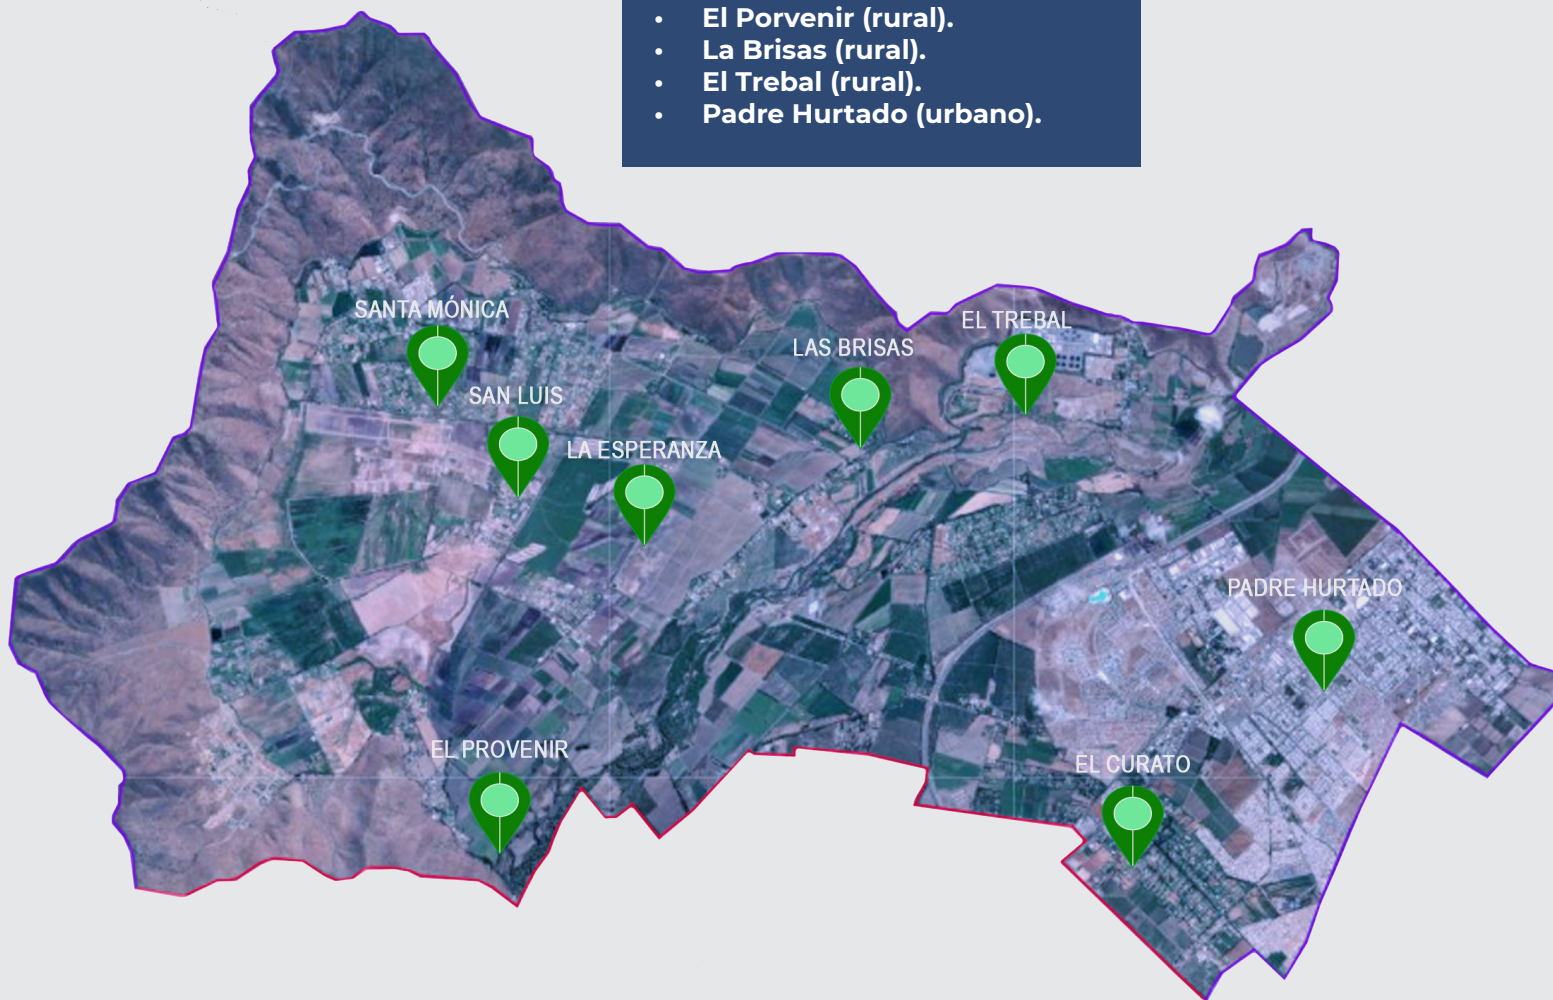 • El Porvenir (rural).
• La Brisas (rural).
• El Trebal (rural).
• Padre Hurtado (urbano).
SANTA MÓNICA
SAN LUIS
LA ESPERANZA
LAS BRISAS
EL TREBAL
PADRE HURTADO
EL PROVENIR
EL CURATO